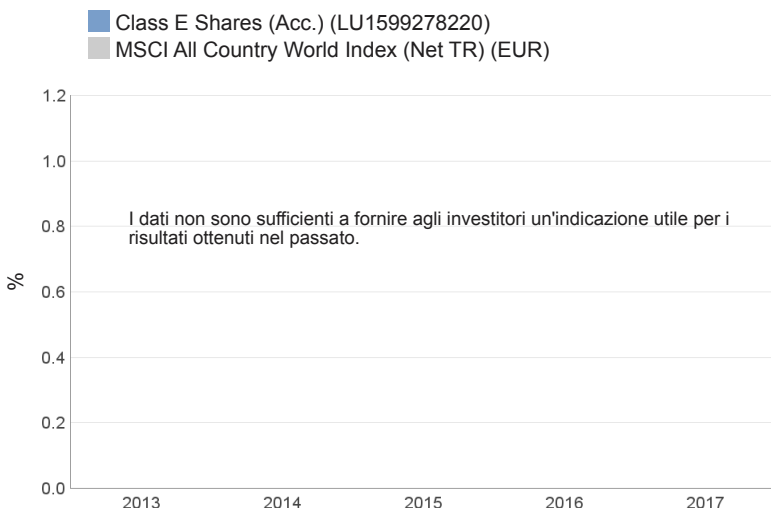 Class E Shares (Acc.) (LU1599278220)
MSCI All Country World Index (Net TR) (EUR)
1.2
1.0
I dati non sono sufficienti a fornire agli investitori un'indicazione utile per i
risultati ottenuti nel passato.
0.8
%
0.6
0.4
0.2
0.0
2013 2014 2015 2016 2017